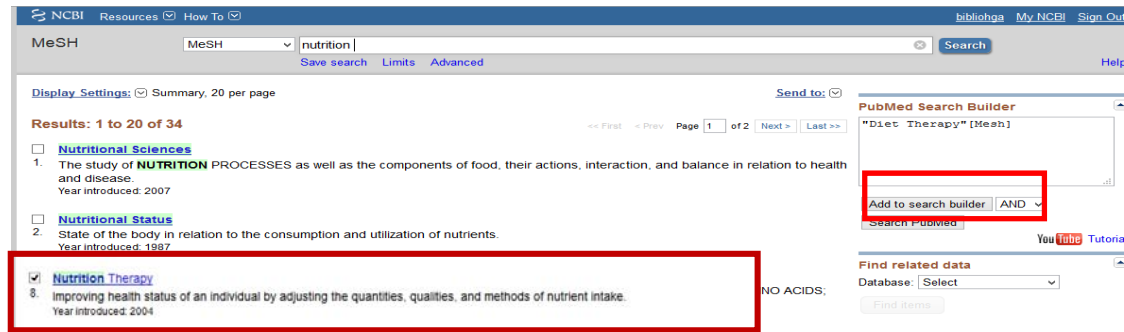 NCBI Resources How To bibliohga My NCBI Sign Out
MeSH MeSH nutrition Search
Save search Limits Advanced Help
Display Settings: Summary, 20 per page Send to:
Results: 1 to 20 of 34 << First < Prev Page 1 of 2 Next > Last >>
Nutritional Sciences
1. The study of NUTRITION PROCESSES as well as the components of food, their actions, interaction, and balance in relation to health
and disease.
Year introduced: 2007
Nutritional Status
2. State of the body in relation to the consumption and utilization of nutrients.
Year introduced: 1987
Nutrition Therapy
8. Improving health status of an individual by adjusting the quantities, qualities, and methods of nutrient intake.
NO ACIDS;
Year introduced: 2004
PubMed Search Builder
"Diet Therapy"[Mesh]
Add to search builder AND
Search PubMed
You Tube Tutoria
Find related data
Database: Select
Find items